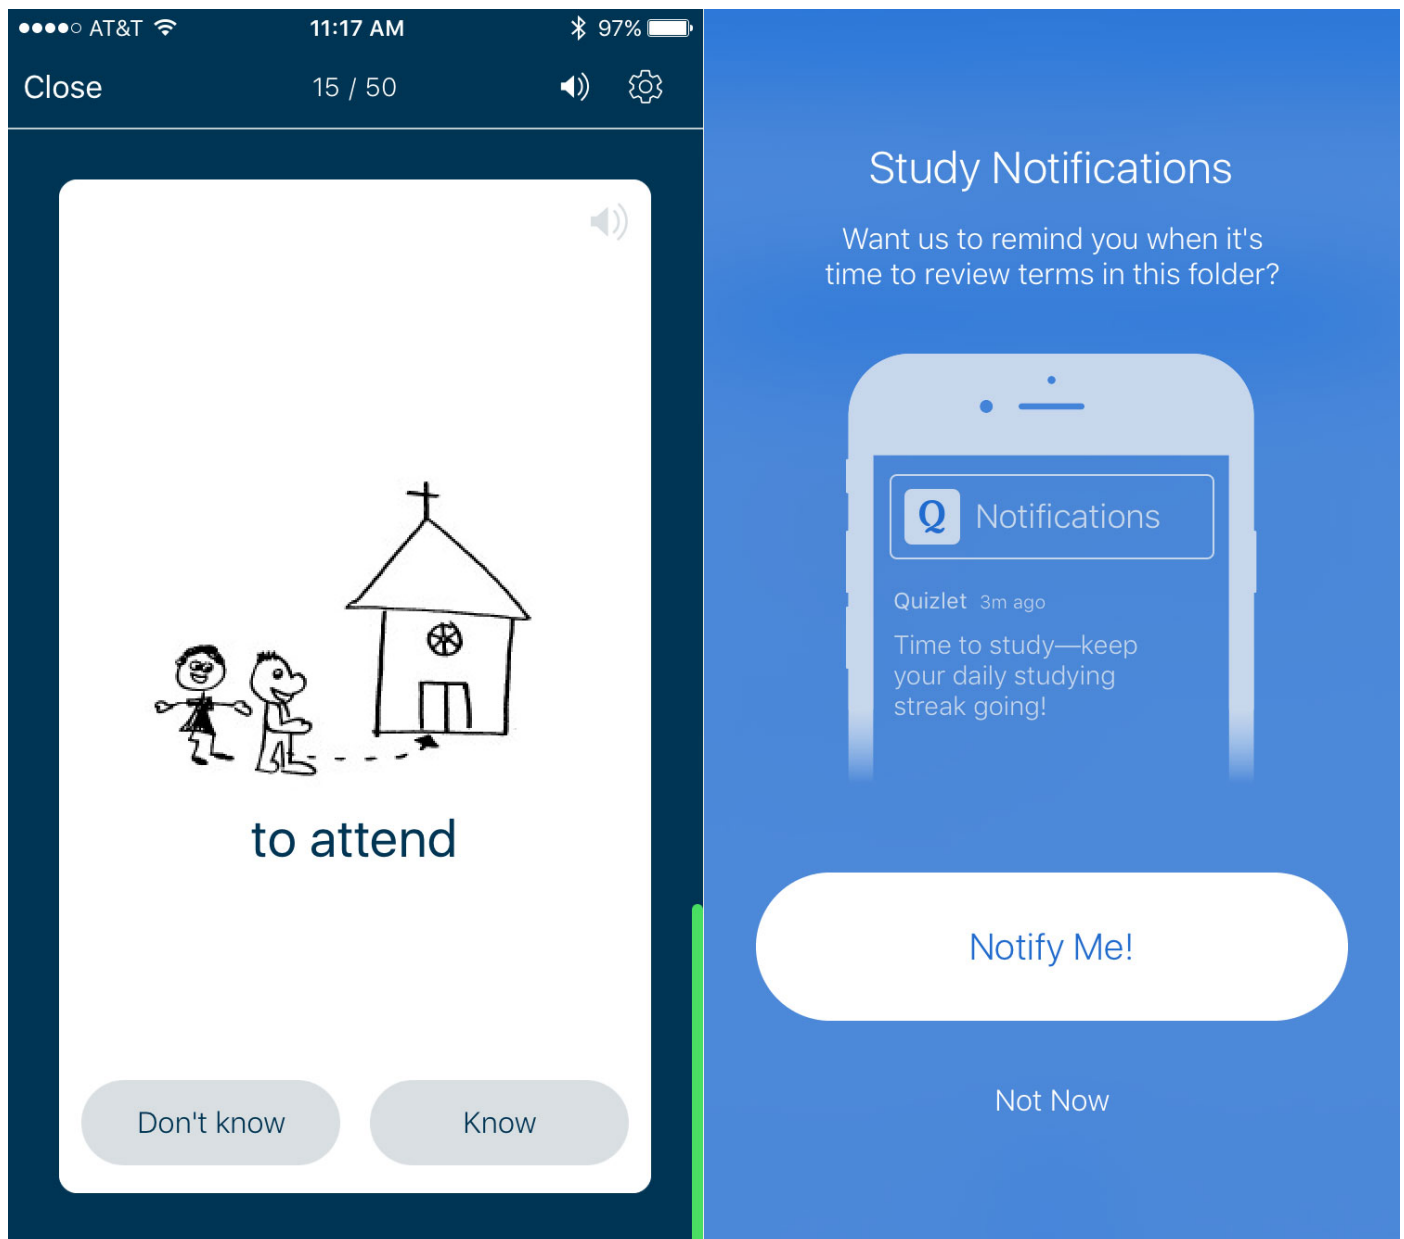 AT&T 11:17 AM 97%
Close 15 / 50
to attend
Don't know Know
Study Notifications
Want us to remind you when it's
time to review terms in this folder?
Q Notifications
Quizlet 3m ago
Time to study—keep
your daily studying
streak going!
Notify Me!
Not Now